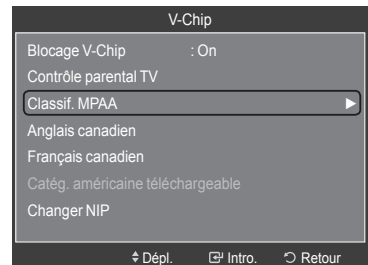 V-Chip
Blocage V-Chip : On
Contrôle parental TV
Classif. MPAA
Anglais canadien
Français canadien
Catég. américaine téléchargeable
Changer NIP
Dépl. Intro. Retour